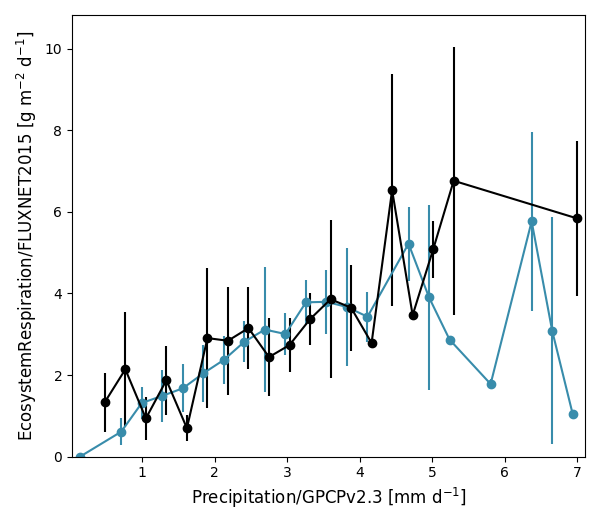 10
8
6
4
2
0
EcosystemRespiration/FLUXNET2015 [g m⁻² d⁻¹]
1 2 3 4 5 6 7
Precipitation/GPCPv2.3 [mm d⁻¹]